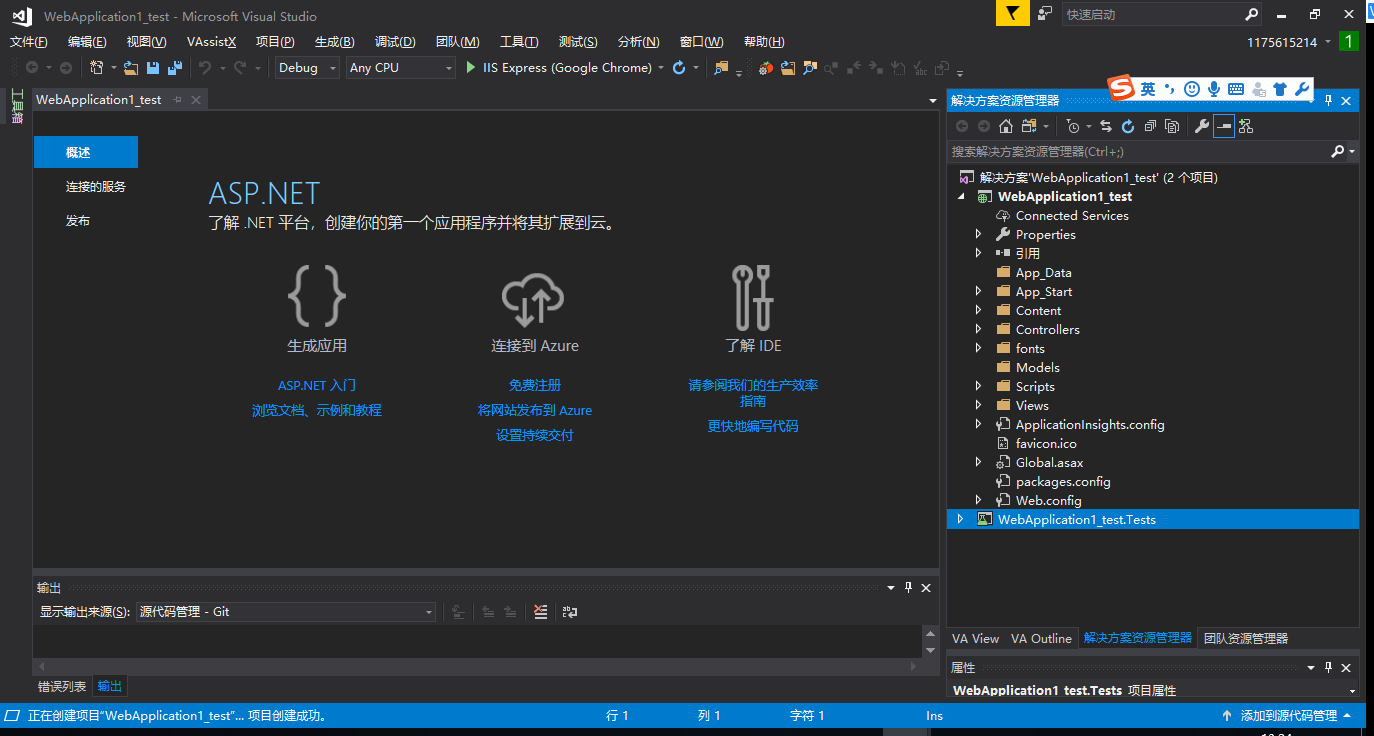 WebApplication1_test - Microsoft Visual Studio
快速启动
文件(F) 编辑(E) 视图(V) VAssistX 项目(P) 生成(B) 调试(D) 团队(M) 工具(T) 测试(S) 分析(N) 窗口(W) 帮助(H)
1175615214 1
Debug Any CPU IIS Express (Google Chrome)
工具箱
WebApplication1_test
概述
连接的服务
发布
ASP.NET
了解 .NET 平台，创建你的第一个应用程序并将其扩展到云。
生成应用
ASP.NET 入门
浏览文档、示例和教程
连接到 Azure
免费注册
将网站发布到 Azure
设置持续交付
了解 IDE
请参阅我们的生产效率
指南
更快地编写代码
输出
显示输出来源(S): 源代码管理 - Git
错误列表 输出
S 英
解决方案资源管理器
搜索解决方案资源管理器(Ctrl+;)
解决方案'WebApplication1_test' (2 个项目)
WebApplication1_test
Connected Services
Properties
引用
App_Data
App_Start
Content
Controllers
fonts
Models
Scripts
Views
ApplicationInsights.config
favicon.ico
Global.asax
packages.config
Web.config
WebApplication1_test.Tests
VA View VA Outline 解决方案资源管理器 团队资源管理器
属性
WebApplication1_test.Tests 项目属性
正在创建项目“WebApplication1_test”... 项目创建成功。 行 1 列 1 字符 1 Ins 添加到源代码管理